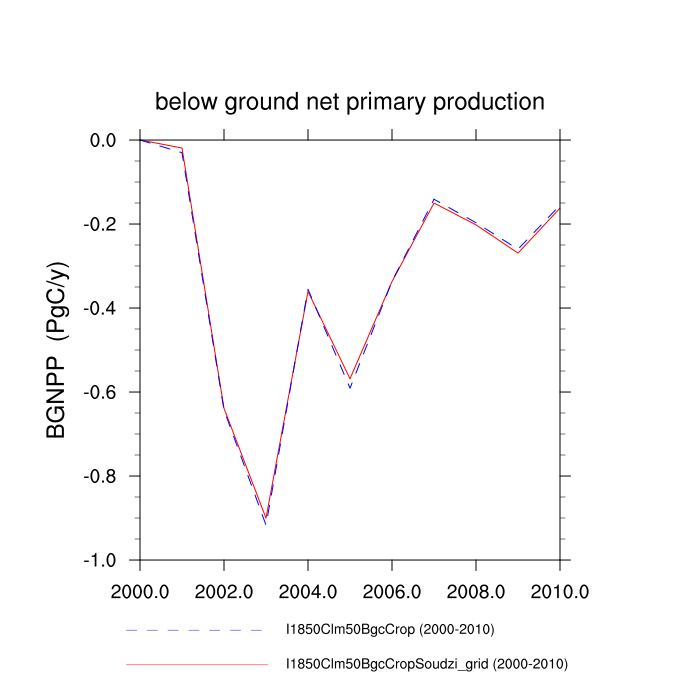 below ground net primary production
BGNPP (PgC/y)
0.0
-0.2
-0.4
-0.6
-0.8
-1.0
2000.0 2002.0 2004.0 2006.0 2008.0 2010.0
I1850Clm50BgcCrop (2000-2010)
I1850Clm50BgcCropSoudzi_grid (2000-2010)